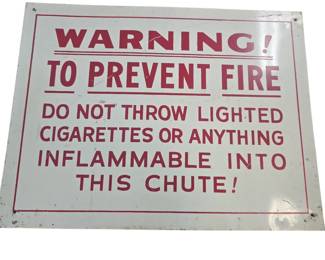 WARNING!
TO PREVENT FIRE
DO NOT THROW LIGHTED
CIGARETTES OR ANYTHING
INFLAMMABLE INTO
THIS CHUTE!